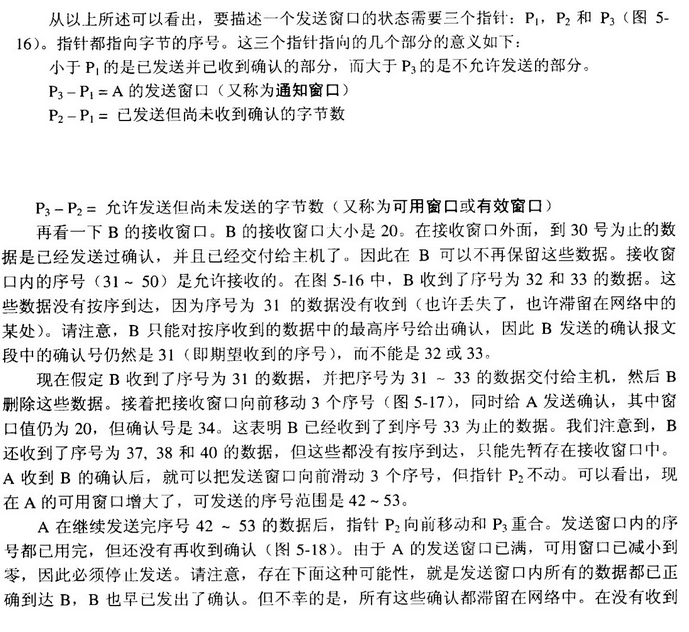 从以上所述可以看出，要描述一个发送窗口的状态需要三个指针：P1，P2 和 P3（图 5-
16）。指针都指向字节的序号。这三个指针指向的几个部分的意义如下：
小于 P1 的是已发送并已收到确认的部分，而大于 P3 的是不允许发送的部分。
P3 – P1 = A 的发送窗口（又称为通知窗口）
P2 – P1 = 已发送但尚未收到确认的字节数
P3 – P2 = 允许发送但尚未发送的字节数（又称为可用窗口或有效窗口）
再看一下 B 的接收窗口。B 的接收窗口大小是 20。在接收窗口外面，到 30 号为止的数
据是已经发送过确认，并且已经交付给主机了。因此在 B 可以不再保留这些数据。接收窗
口内的序号（31 ~ 50）是允许接收的。在图 5-16 中，B 收到了序号为 32 和 33 的数据。这
些数据没有按序到达，因为序号为 31 的数据没有收到（也许丢失了，也许滞留在网络中的
某处）。请注意，B 只能对按序收到的数据中的最高序号给出确认，因此 B 发送的确认报文
段中的确认号仍然是 31（即期望收到的序号），而不能是 32 或 33。
现在假定 B 收到了序号为 31 的数据，并把序号为 31 ~ 33 的数据交付给主机，然后 B
删除这些数据。接着把接收窗口向前移动 3 个序号（图 5-17），同时给 A 发送确认，其中窗
口值仍为 20，但确认号是 34。这表明 B 已经收到了到序号 33 为止的数据。我们注意到，B
还收到了序号为 37, 38 和 40 的数据，但这些都没有按序到达，只能先暂存在接收窗口中。
A 收到 B 的确认后，就可以把发送窗口向前滑动 3 个序号，但指针 P2 不动。可以看出，现
在 A 的可用窗口增大了，可发送的序号范围是 42 ~ 53。
A 在继续发送完序号 42 ~ 53 的数据后，指针 P2 向前移动和 P3 重合。发送窗口内的序
号都已用完，但还没有再收到确认（图 5-18）。由于 A 的发送窗口已满，可用窗口已减小到
零，因此必须停止发送。请注意，存在下面这种可能性，就是发送窗口内所有的数据都已正
确到达 B，B 也早已发出了确认。但不幸的是，所有这些确认都滞留在网络中。在没有收到